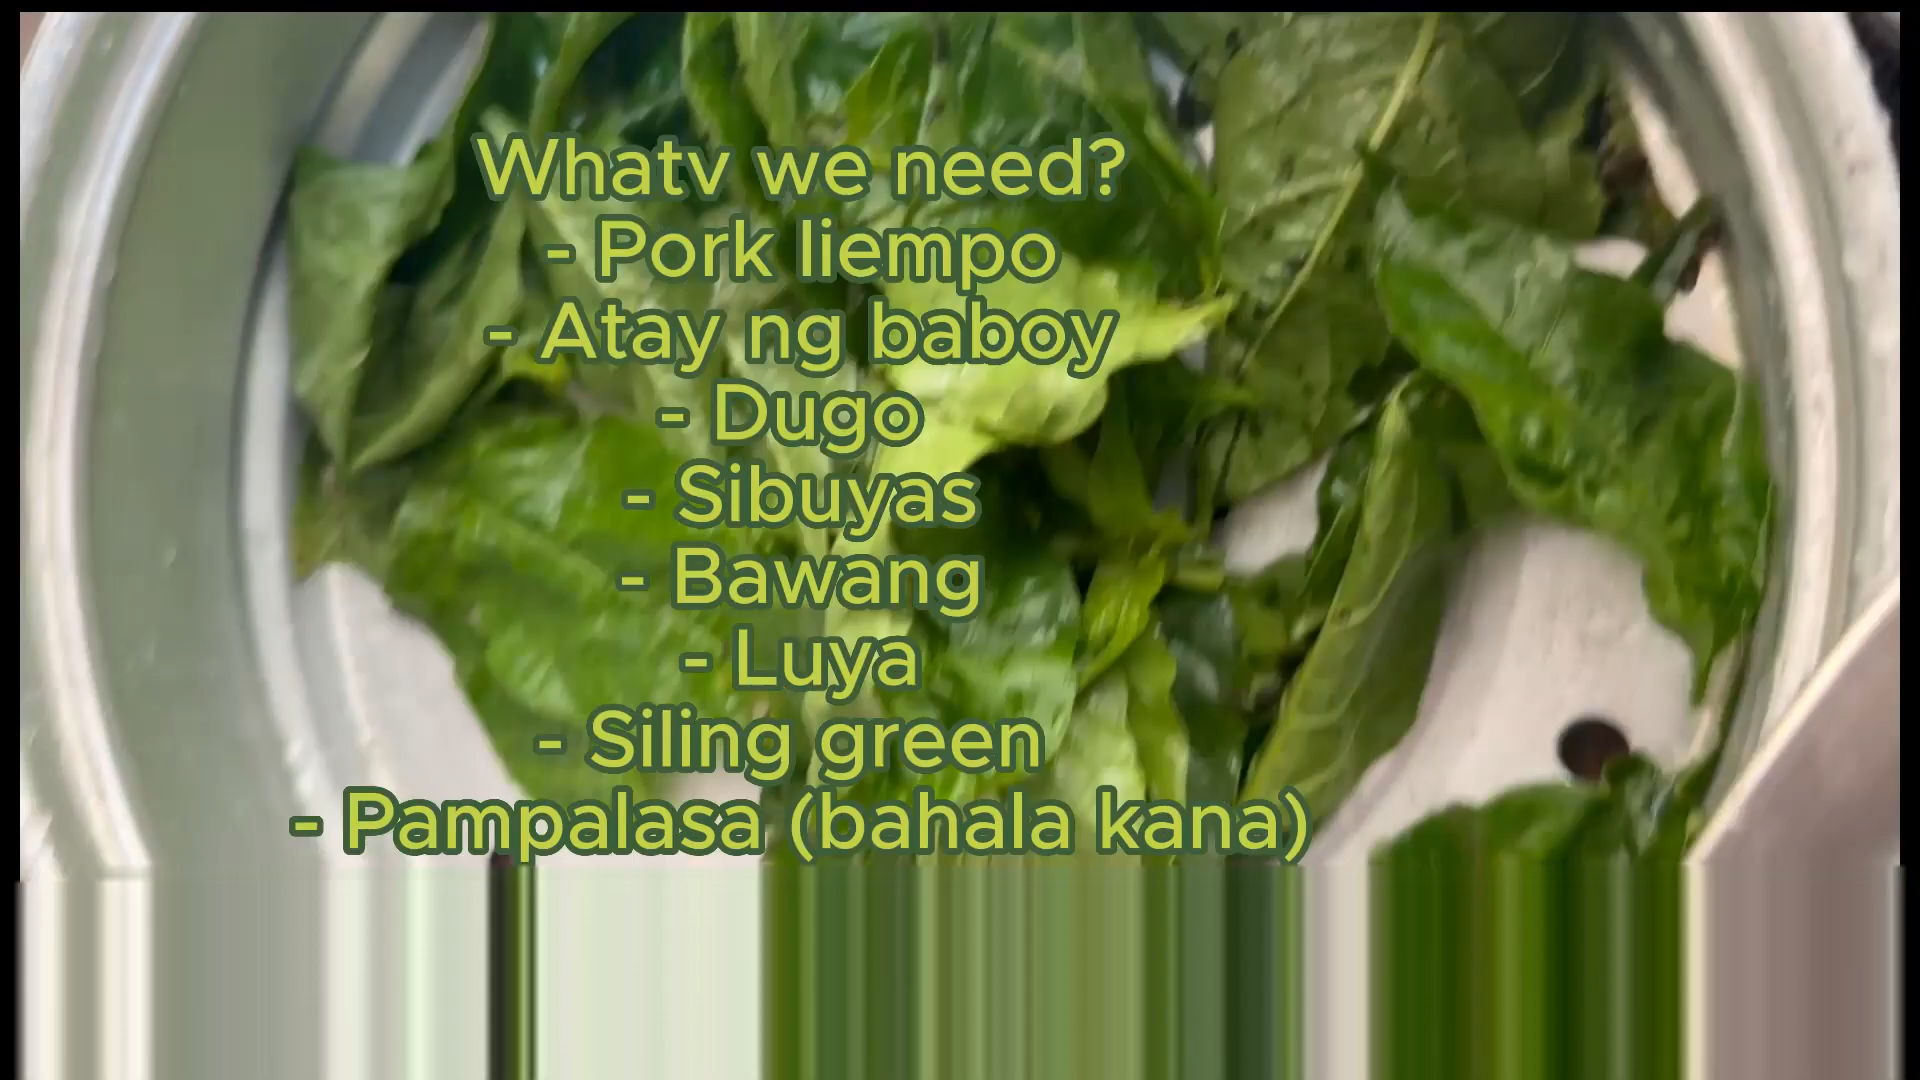 Whatv we need?
- Pork liempo
- Atay ng baboy
- Dugo
- Sibuyas
- Bawang
- Luya
- Siling green
- Pampalasa (bahala kana)